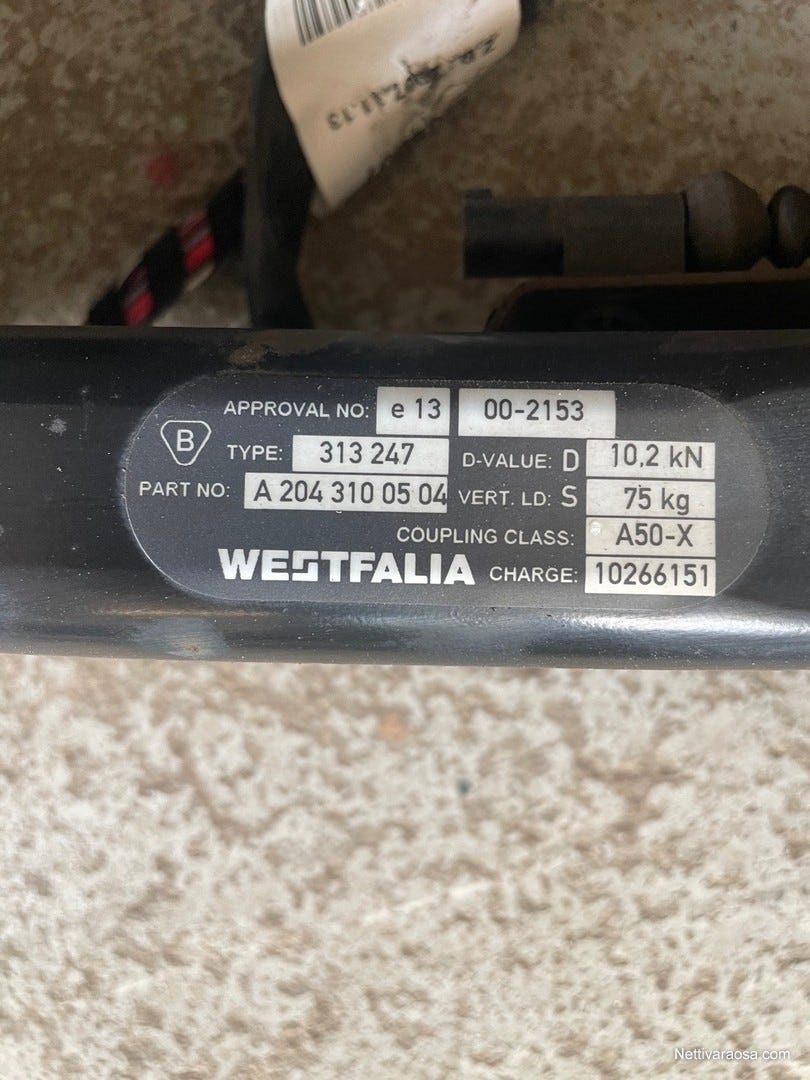 APPROVAL NO: e 13 00-2153
B
TYPE: 313 247 D-VALUE: D 10,2 kN
PART NO: A 204 310 05 04 VERT. LD: S 75 kg
COUPLING CLASS: A50-X
WESTFALIA CHARGE: 10266151
Nettivaraosa.com